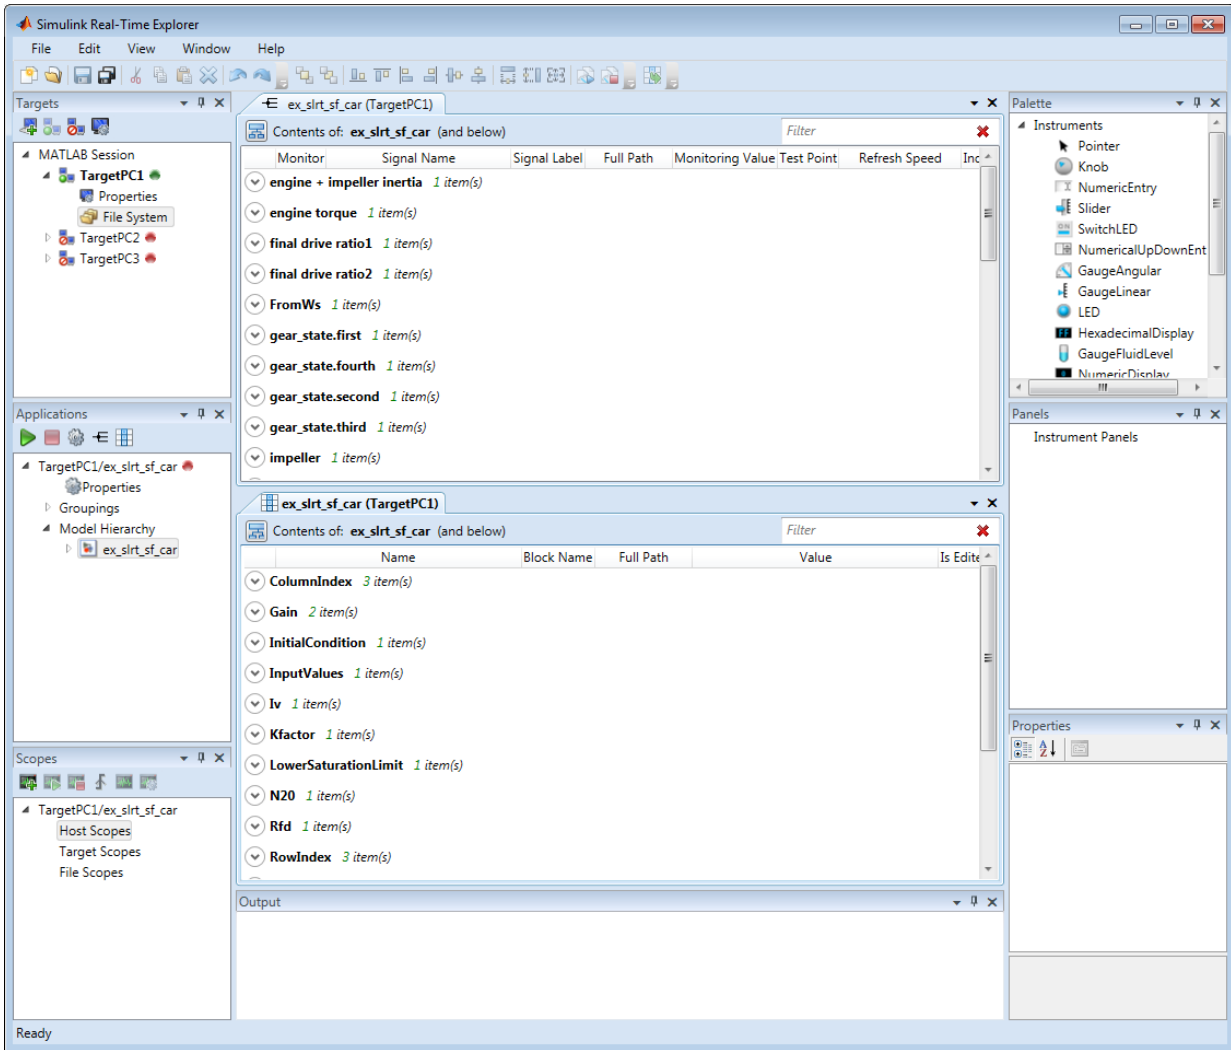 Simulink Real-Time Explorer
File Edit View Window Help
Targets
MATLAB Session
TargetPC1
Properties
File System
TargetPC2
TargetPC3
Applications
TargetPC1/ex_slrt_sf_car
Properties
Groupings
Model Hierarchy
ex_slrt_sf_car
Scopes
TargetPC1/ex_slrt_sf_car
Host Scopes
Target Scopes
File Scopes
ex_slrt_sf_car (TargetPC1)
Contents of: ex_slrt_sf_car (and below) Filter
Monitor Signal Name Signal Label Full Path Monitoring Value Test Point Refresh Speed Inc
engine + impeller inertia 1 item(s)
engine torque 1 item(s)
final drive ratio1 1 item(s)
final drive ratio2 1 item(s)
FromWs 1 item(s)
gear_state.first 1 item(s)
gear_state.fourth 1 item(s)
gear_state.second 1 item(s)
gear_state.third 1 item(s)
impeller 1 item(s)
ex_slrt_sf_car (TargetPC1)
Contents of: ex_slrt_sf_car (and below) Filter
Name Block Name Full Path Value Is Edite
ColumnIndex 3 item(s)
Gain 2 item(s)
InitialCondition 1 item(s)
InputValues 1 item(s)
Iv 1 item(s)
Kfactor 1 item(s)
LowerSaturationLimit 1 item(s)
N20 1 item(s)
Rfd 1 item(s)
RowIndex 3 item(s)
Output
Palette
Instruments
Pointer
Knob
NumericEntry
Slider
SwitchLED
NumericalUpDownEnt
GaugeAngular
GaugeLinear
LED
HexadecimalDisplay
GaugeFluidLevel
NumericDisplay
Panels
Instrument Panels
Properties
Ready